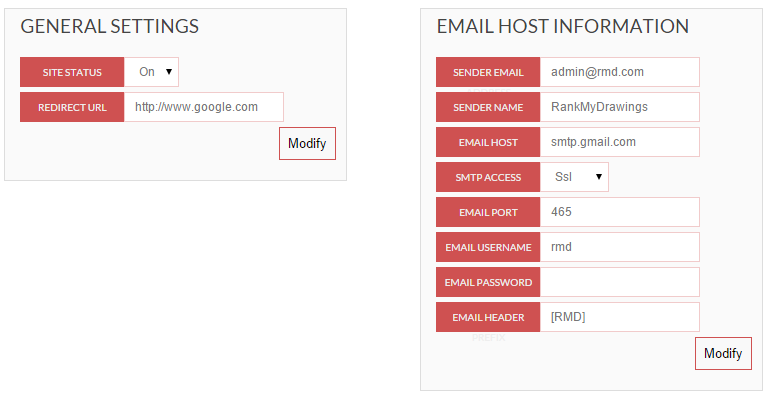 GENERAL SETTINGS
SITE STATUS On
REDIRECT URL http://www.google.com
Modify
EMAIL HOST INFORMATION
SENDER EMAIL admin@rmd.com
SENDER NAME RankMyDrawings
EMAIL HOST smtp.gmail.com
SMTP ACCESS Ssl
EMAIL PORT 465
EMAIL USERNAME rmd
EMAIL PASSWORD
EMAIL HEADER [RMD]
PREFIX
Modify